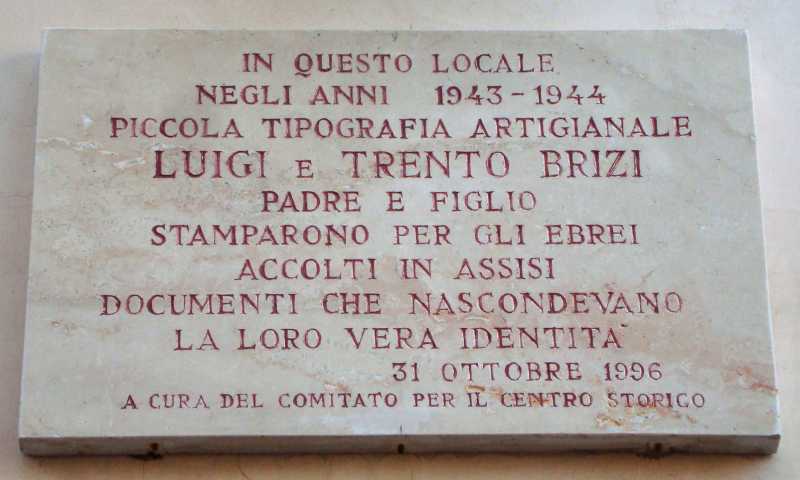 IN QUESTO LOCALE
NEGLI ANNI 1943-1944
PICCOLA TIPOGRAFIA ARTIGIANALE
LUIGI E TRENTO BRIZI
PADRE E FIGLIO
STAMPARONO PER GLI EBREI
ACCOLTI IN ASSISI
DOCUMENTI CHE NASCONDEVANO
LA LORO VERA IDENTITÀ
31 OTTOBRE 1996
A CURA DEL COMITATO PER IL CENTRO STORICO